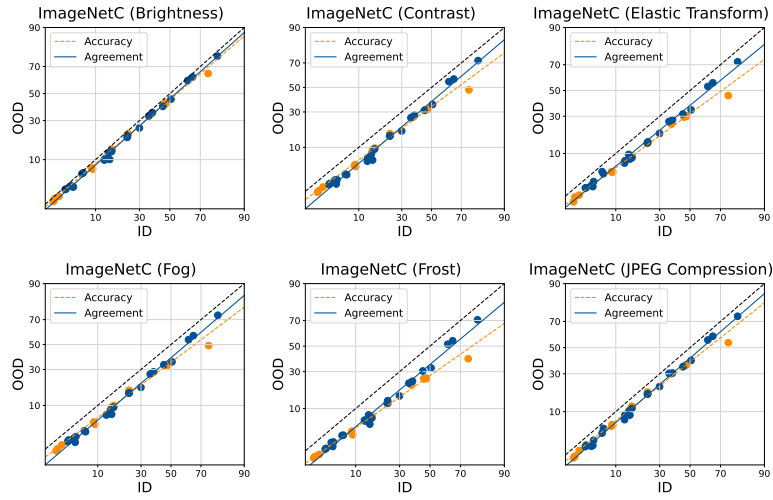 ImageNetC (Brightness)
90
70
50
30
10
OOD
Accuracy
Agreement
10
30
50
70
90
ID
ImageNetC (Contrast)
90
70
50
30
10
OOD
Accuracy
Agreement
10
30
50
70
90
ID
ImageNetC (Elastic Transform)
90
70
50
30
10
OOD
Accuracy
Agreement
10
30
50
70
90
ID
ImageNetC (Fog)
90
70
50
30
10
OOD
Accuracy
Agreement
10
30
50
70
90
ID
ImageNetC (Frost)
90
70
50
30
10
OOD
Accuracy
Agreement
10
30
50
70
90
ID
ImageNetC (JPEG Compression)
90
70
50
30
10
OOD
Accuracy
Agreement
10
30
50
70
90
ID